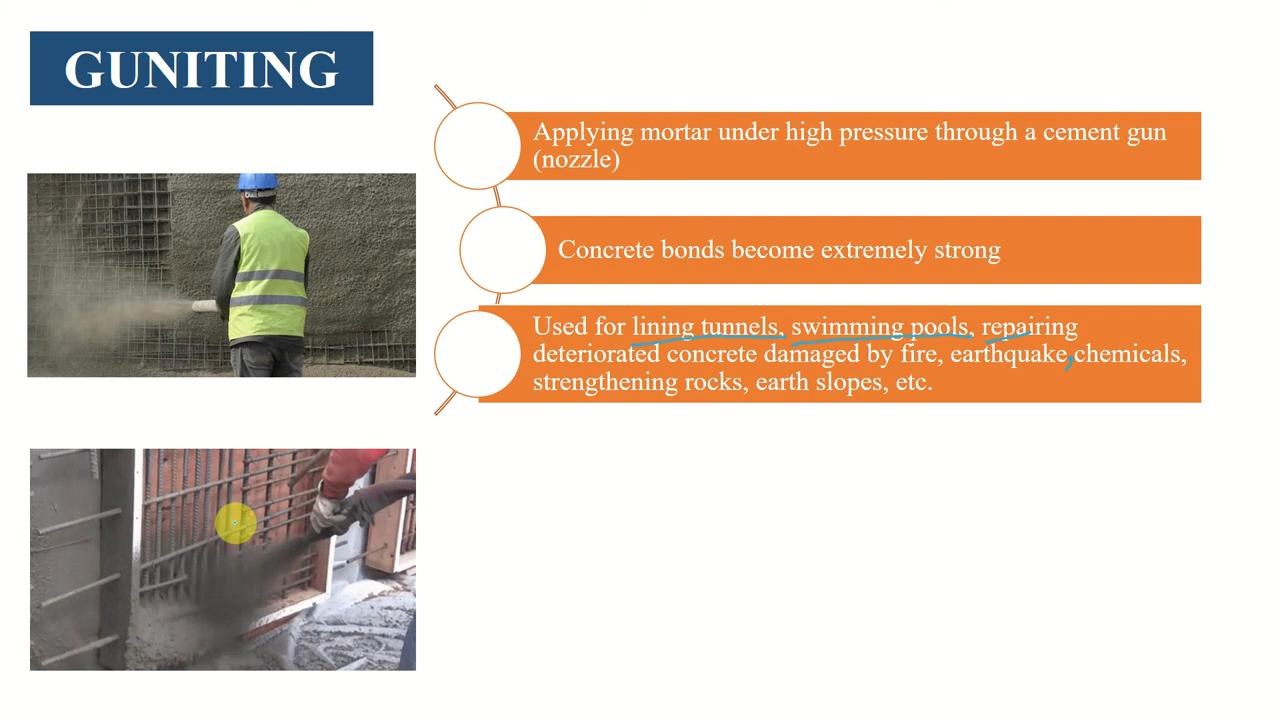 GUNITING
Applying mortar under high pressure through a cement gun
(nozzle)
Concrete bonds become extremely strong
Used for lining tunnels, swimming pools, repairing
deteriorated concrete damaged by fire, earthquake,chemicals,
strengthening rocks, earth slopes, etc.